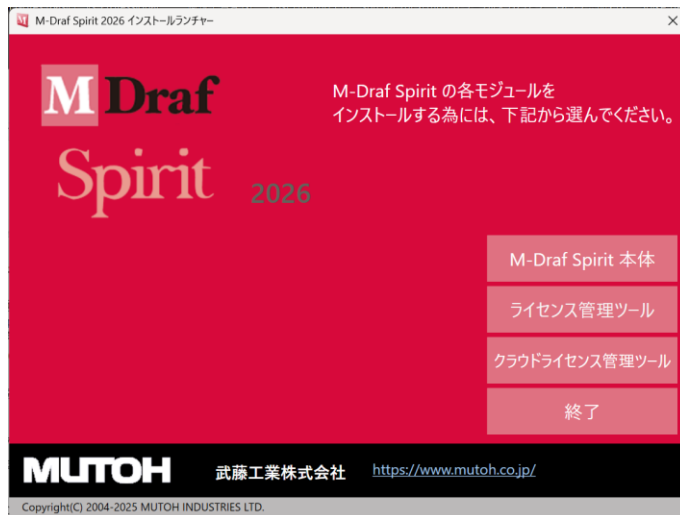 M-Draf Spirit 2026 インストールランチャー
M Draf
Spirit 2026
M-Draf Spirit の各モジュールを
インストールする為には、下記から選んでください。
M-Draf Spirit 本体
ライセンス管理ツール
クラウドライセンス管理ツール
終了
MUTOH 武藤工業株式会社 https://www.mutoh.co.jp/
Copyright(C) 2004-2025 MUTOH INDUSTRIES LTD.